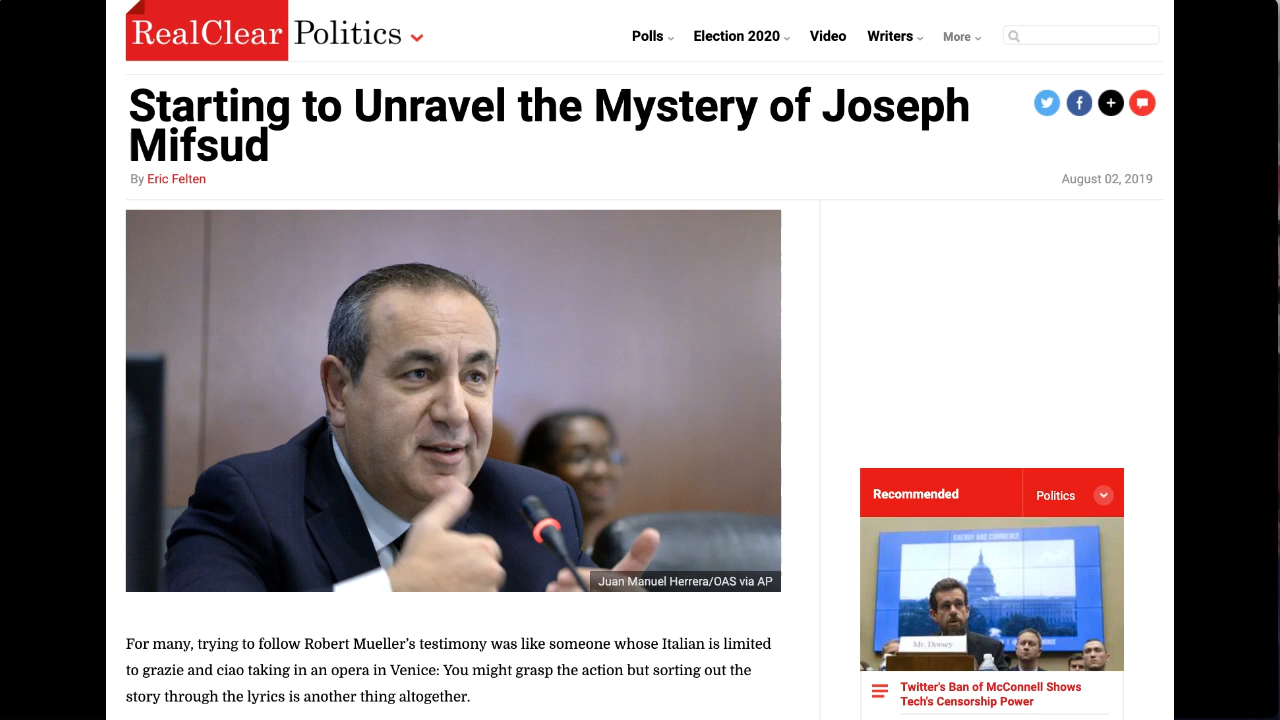 RealClear Politics
Polls
Election 2020
Video
Writers
More
Starting to Unravel the Mystery of Joseph
Mifsud
By Eric Felten
August 02, 2019
Juan Manuel Herrera/OAS via AP
For many, trying to follow Robert Mueller's testimony was like someone whose Italian is limited
to grazie and ciao taking in an opera in Venice: You might grasp the action but sorting out the
story through the lyrics is another thing altogether.
Recommended
Politics
ENERGY AND COMMERCE
Mr. Dorsey
Twitter's Ban of McConnell Shows
Tech's Censorship Power